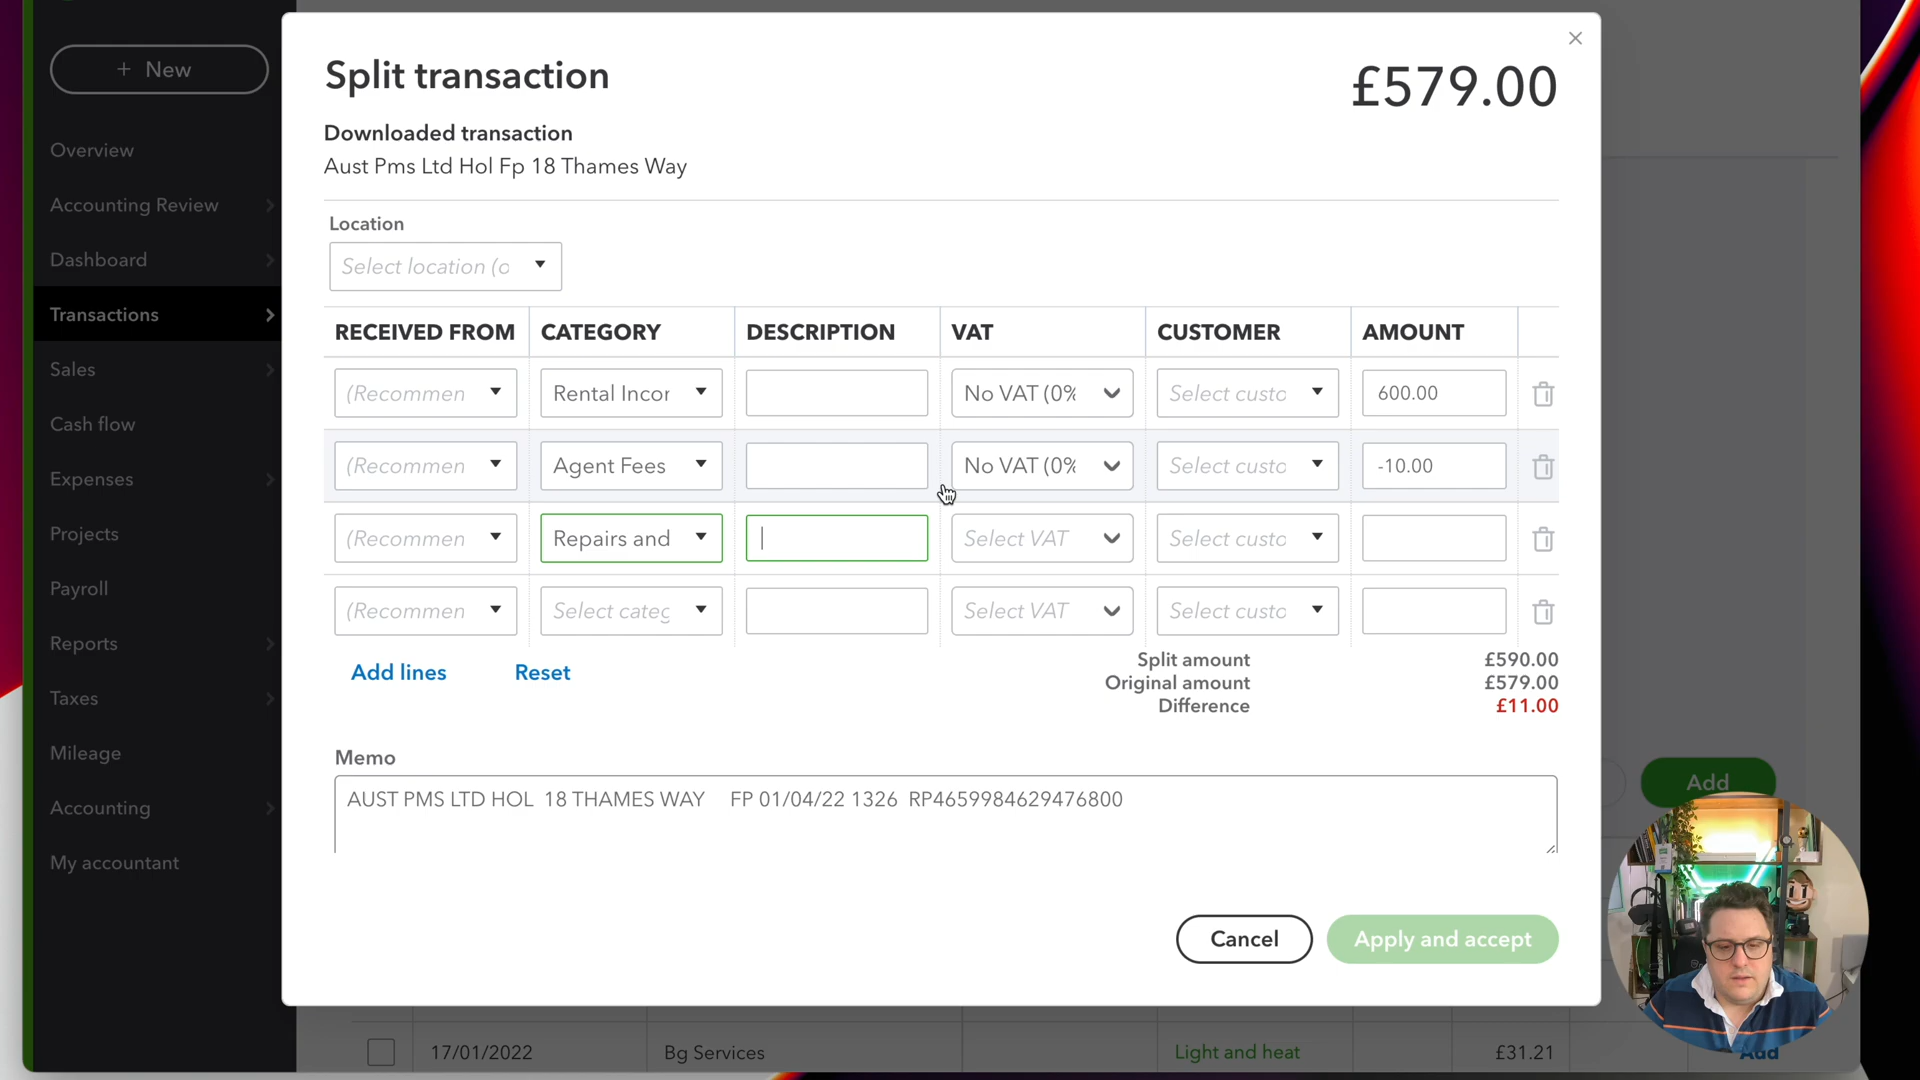 + New
Overview
Accounting Review
Dashboard
Transactions
Sales
Cash flow
Expenses
Projects
Payroll
Reports
Taxes
Mileage
Accounting
My accountant
Split transaction
£579.00
Downloaded transaction
Aust Pms Ltd Hol Fp 18 Thames Way
Location
Select location (o
RECEIVED FROM CATEGORY DESCRIPTION VAT CUSTOMER AMOUNT
(Recommen Rental Incor No VAT (0% Select custo 600.00
(Recommen Agent Fees No VAT (0% Select custo -10.00
(Recommen Repairs and Select VAT Select custo
(Recommen Select categ Select VAT Select custo
Add lines Reset
Split amount £590.00
Original amount £579.00
Difference £11.00
Memo
AUST PMS LTD HOL 18 THAMES WAY FP 01/04/22 1326 RP4659984629476800
Add
Cancel Apply and accept
17/01/2022 Bg Services Light and heat £31.21 Add